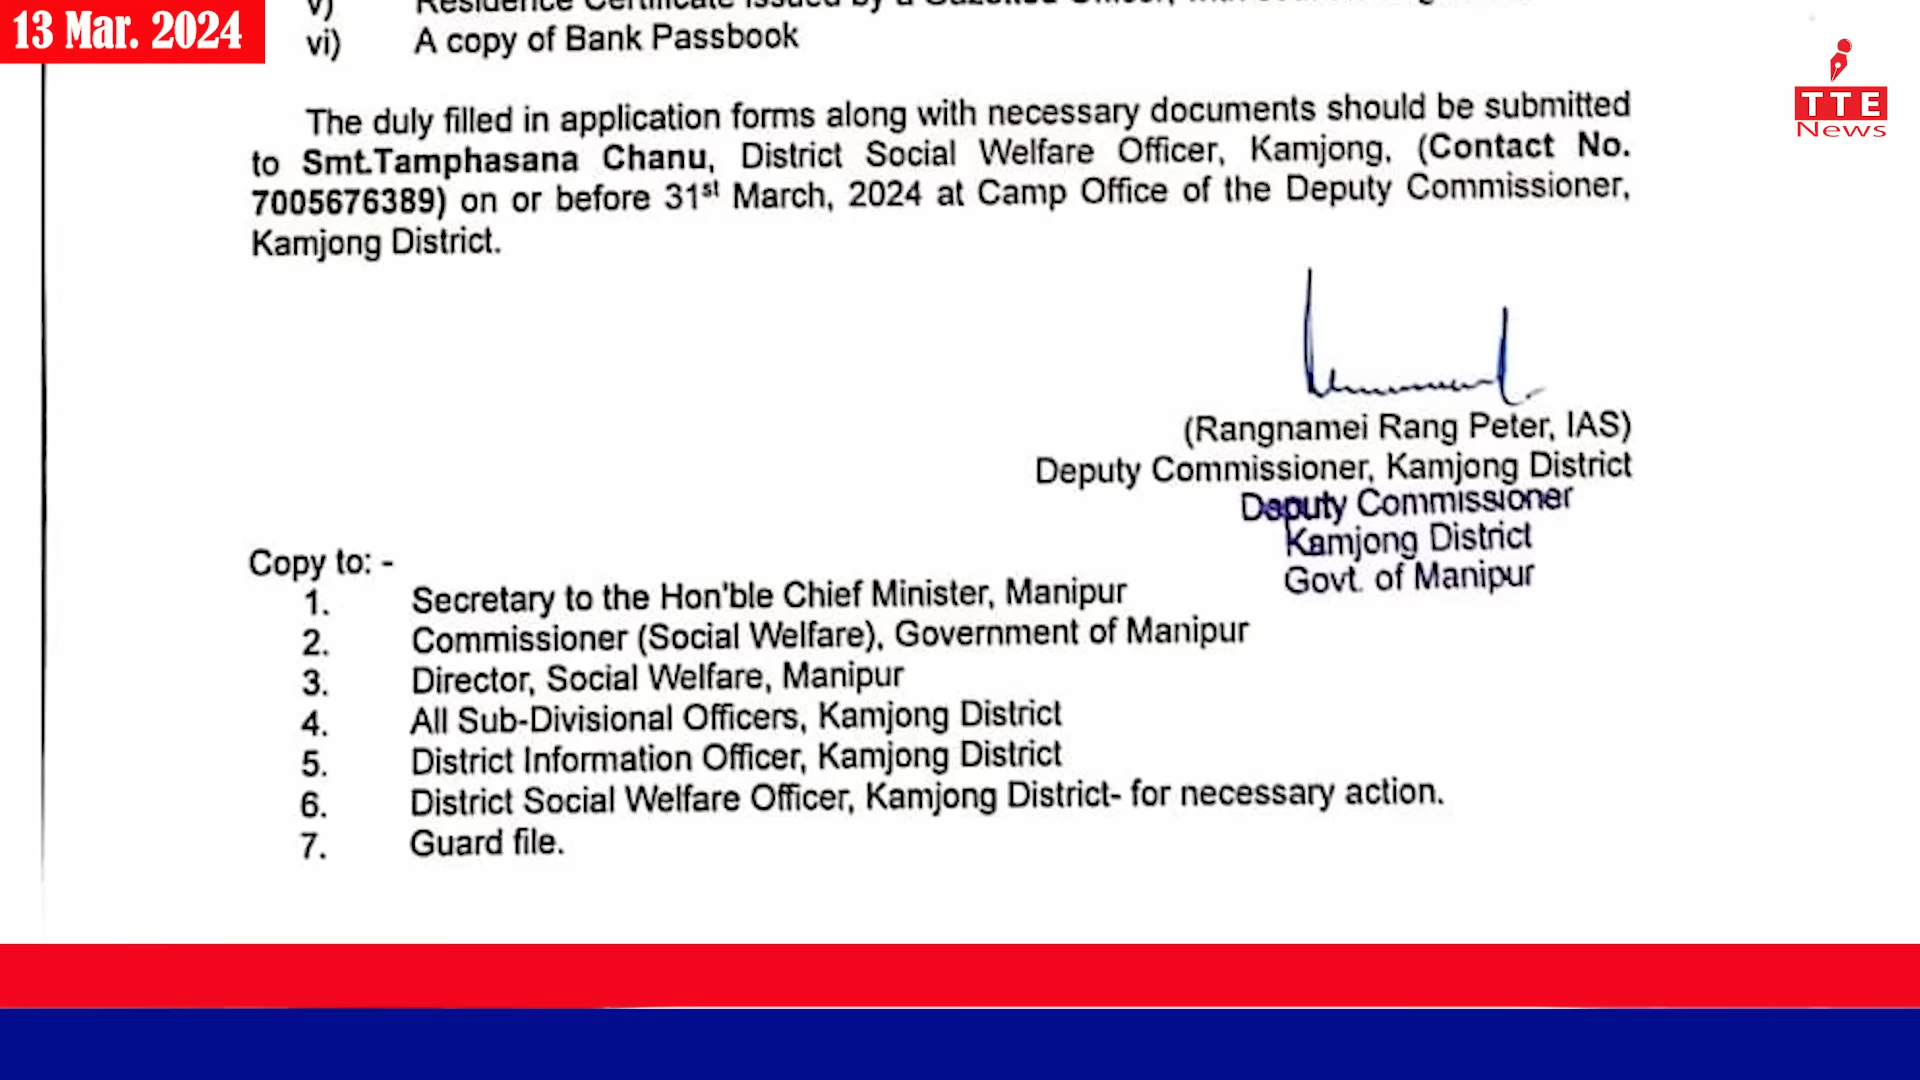 13 Mar. 2024
TTE
News
v) Residence Certificate issued by a Gazetted Officer,
vi) A copy of Bank Passbook
The duly filled in application forms along with necessary documents should be submitted
to Smt.Tamphasana Chanu, District Social Welfare Officer, Kamjong, (Contact No.
7005676389) on or before 31st March, 2024 at Camp Office of the Deputy Commissioner,
Kamjong District.
(Rangnamei Rang Peter, IAS)
Deputy Commissioner, Kamjong District
Deputy Commissioner
Kamjong District
Govt. of Manipur
Copy to: -
1. Secretary to the Hon'ble Chief Minister, Manipur
2. Commissioner (Social Welfare), Government of Manipur
3. Director, Social Welfare, Manipur
4. All Sub-Divisional Officers, Kamjong District
5. District Information Officer, Kamjong District
6. District Social Welfare Officer, Kamjong District- for necessary action.
7. Guard file.